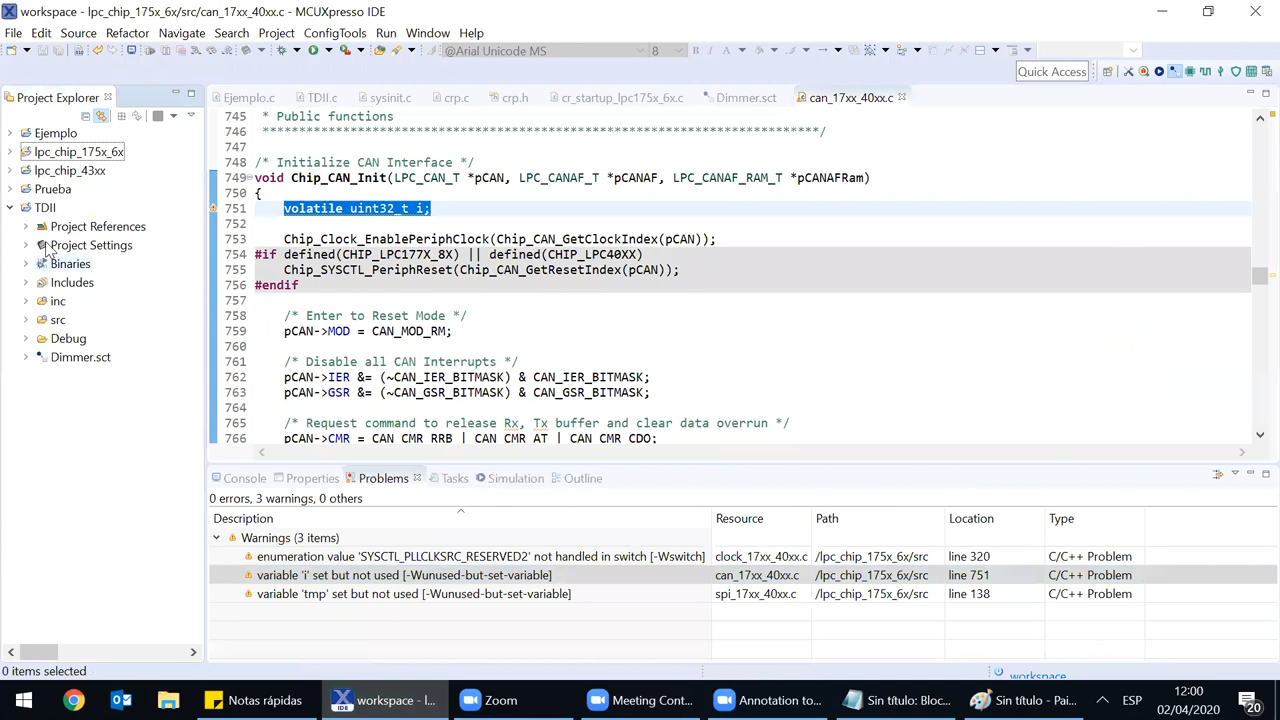 workspace - lpc_chip_175x_6x/src/can_17xx_40xx.c - MCUXpresso IDE
File Edit Source Refactor Navigate Search Project ConfigTools Run Window Help
@Arial Unicode MS 8
Quick Access
Project Explorer
Ejemplo
lpc_chip_175x_6x
lpc_chip_43xx
Prueba
TDII
Project References
Project Settings
Binaries
Includes
inc
src
Debug
Dimmer.sct
Ejemplo.c TDII.c sysinit.c crp.c crp.h cr_startup_lpc175x_6x.c Dimmer.sct can_17xx_40xx.c
745 * Public functions
746 ****************************************************************************/
747
748 /* Initialize CAN Interface */
749 void Chip_CAN_Init(LPC_CAN_T *pCAN, LPC_CANAF_T *pCANAF, LPC_CANAF_RAM_T *pCANAFRam)
750 {
751 volatile uint32_t i;
752
753 Chip_Clock_EnablePeriphClock(Chip_CAN_GetClockIndex(pCAN));
754 #if defined(CHIP_LPC177X_8X) || defined(CHIP_LPC40XX)
755 Chip_SYSCTL_PeriphReset(Chip_CAN_GetResetIndex(pCAN));
756 #endif
757
758 /* Enter to Reset Mode */
759 pCAN->MOD = CAN_MOD_RM;
760
761 /* Disable all CAN Interrupts */
762 pCAN->IER &= (~CAN_IER_BITMASK) & CAN_IER_BITMASK;
763 pCAN->GSR &= (~CAN_GSR_BITMASK) & CAN_GSR_BITMASK;
764
765 /* Request command to release Rx, Tx buffer and clear data overrun */
766 pCAN->CMR = CAN_CMR_RRB | CAN_CMR_AT | CAN_CMR_CDO;
Console Properties Problems Tasks Simulation Outline
0 errors, 3 warnings, 0 others
Description Resource Path Location Type
Warnings (3 items)
enumeration value 'SYSCTL_PLLCLKSRC_RESERVED2' not handled in switch [-Wswitch] clock_17xx_40xx.c /lpc_chip_175x_6x/src line 320 C/C++ Problem
variable 'i' set but not used [-Wunused-but-set-variable] can_17xx_40xx.c /lpc_chip_175x_6x/src line 751 C/C++ Problem
variable 'tmp' set but not used [-Wunused-but-set-variable] spi_17xx_40xx.c /lpc_chip_175x_6x/src line 138 C/C++ Problem
0 items selected
workspace
Notas rápidas
workspace - l...
Zoom
Meeting Cont...
Annotation to...
Sin título: Bloc...
Sin título - Pai...
ESP
12:00
02/04/2020
20